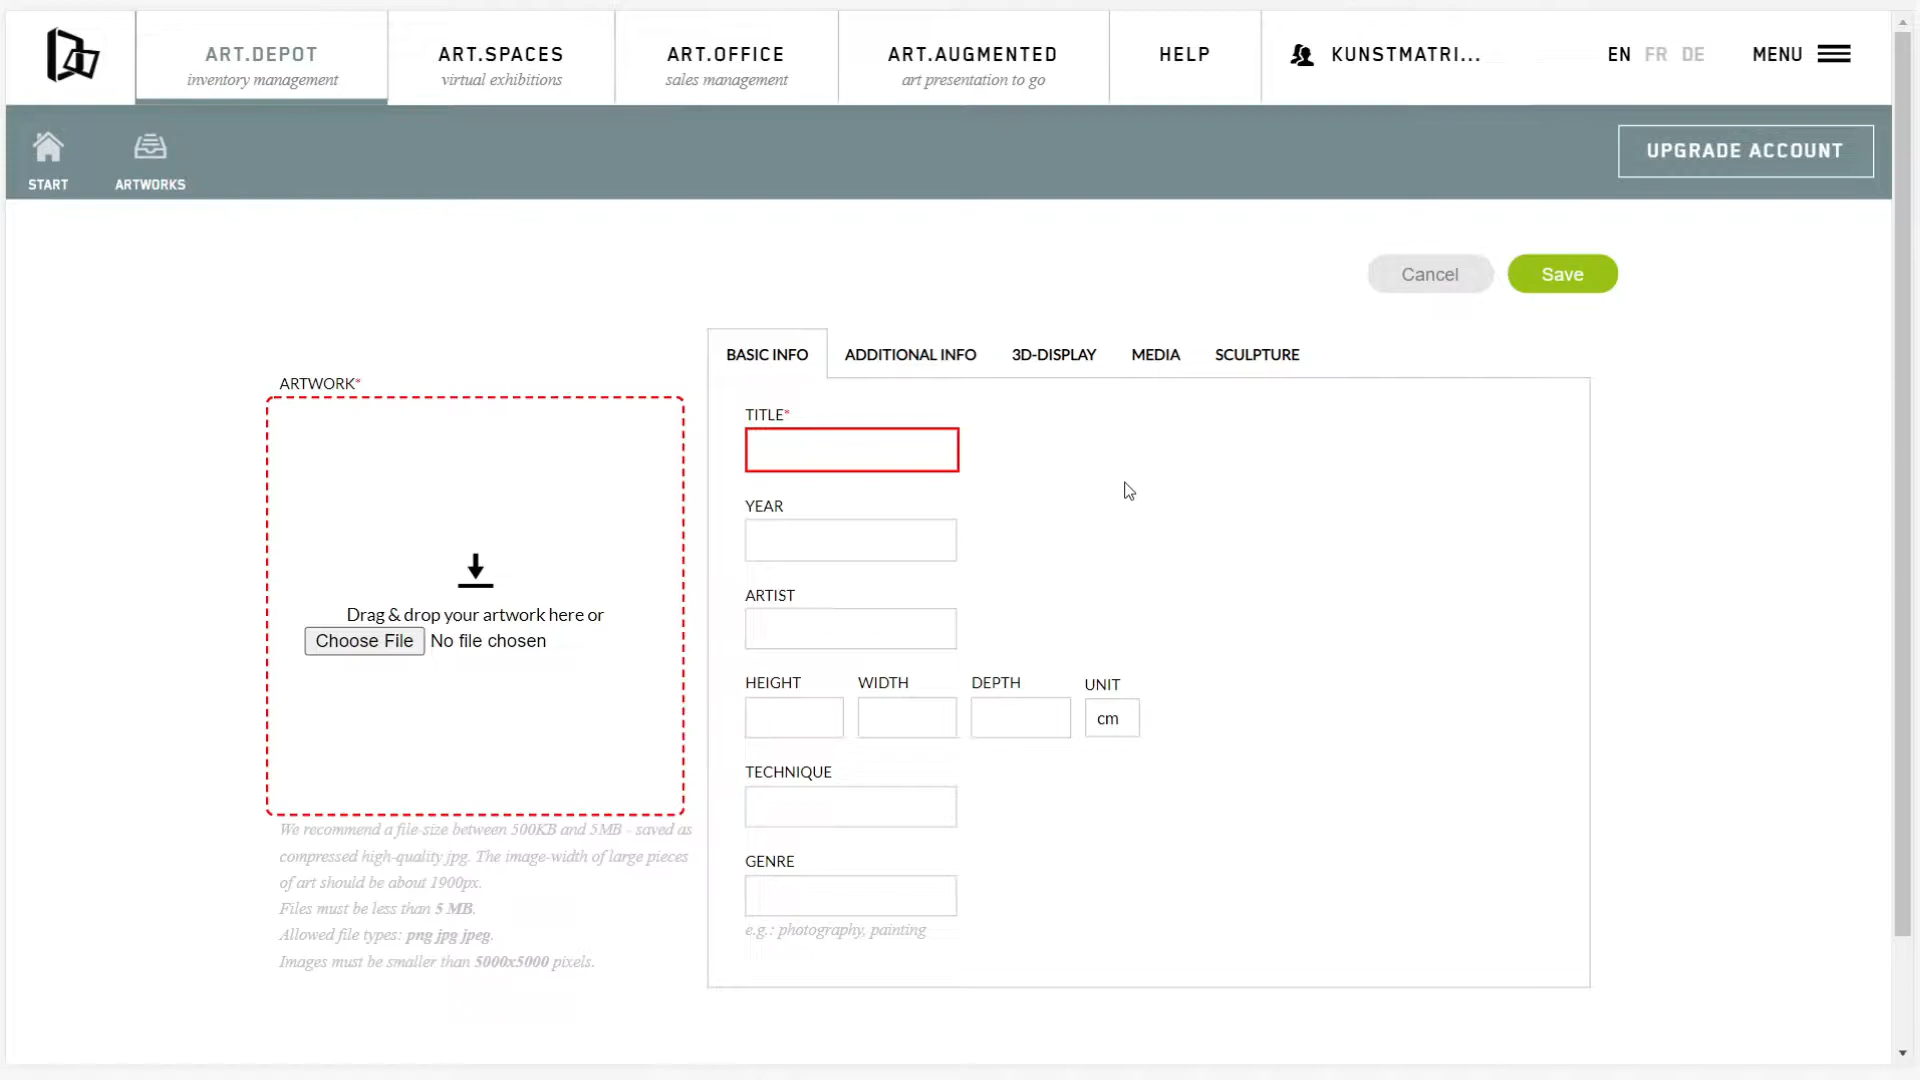 ART.DEPOT
inventory management
ART.SPACES
virtual exhibitions
ART.OFFICE
sales management
ART.AUGMENTED
art presentation to go
HELP
KUNSTMATRI...
EN FR DE
MENU
START
ARTWORKS
UPGRADE ACCOUNT
Cancel
Save
BASIC INFO
ADDITIONAL INFO
3D-DISPLAY
MEDIA
SCULPTURE
ARTWORK*
Drag & drop your artwork here or
Choose File No file chosen
We recommend a file-size between 500KB and 5MB - saved as
compressed high-quality jpg. The image-width of large pieces
of art should be about 1900px.
Files must be less than 5 MB.
Allowed file types: png jpg jpeg.
Images must be smaller than 5000x5000 pixels.
TITLE*
YEAR
ARTIST
HEIGHT
WIDTH
DEPTH
UNIT
cm
TECHNIQUE
GENRE
e.g.: photography, painting